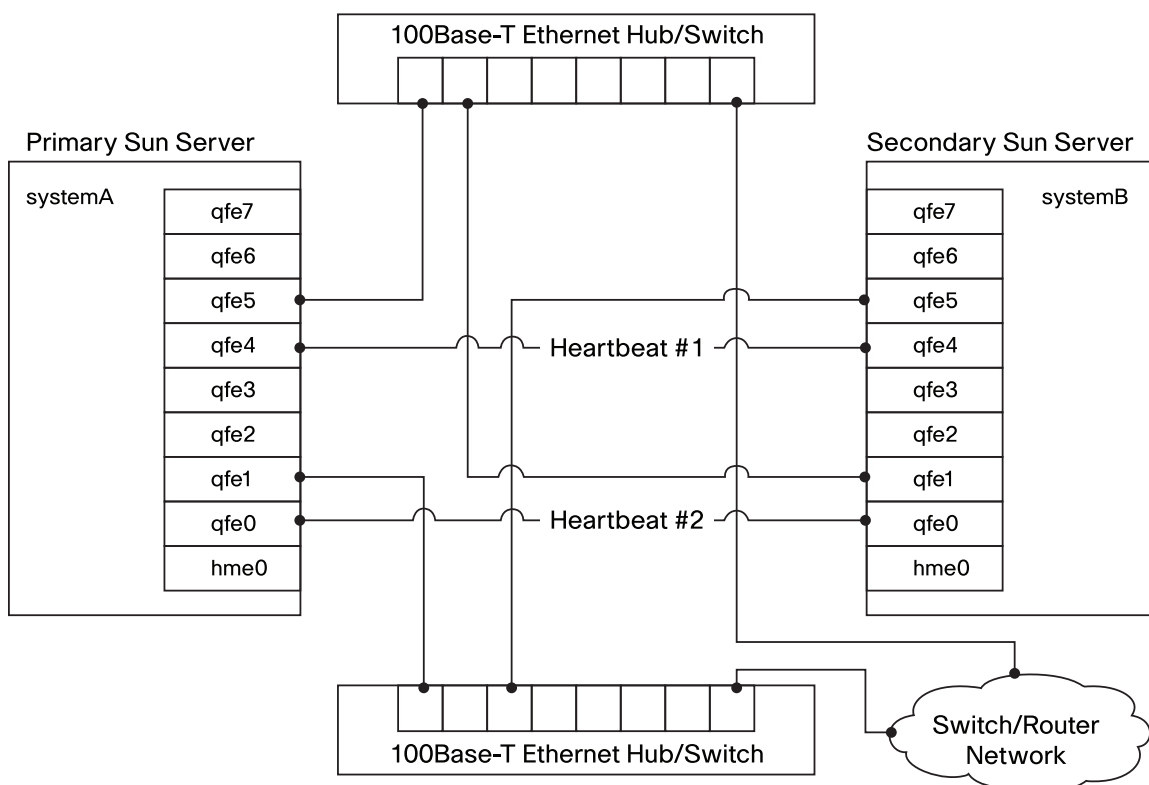 100Base-T Ethernet Hub/Switch
Primary Sun Server
Secondary Sun Server
systemA
systemB
qfe7
qfe6
qfe5
qfe4
qfe3
qfe2
qfe1
qfe0
hme0
qfe7
qfe6
qfe5
qfe4
qfe3
qfe2
qfe1
qfe0
hme0
Heartbeat #1
Heartbeat #2
100Base-T Ethernet Hub/Switch
Switch/Router
Network